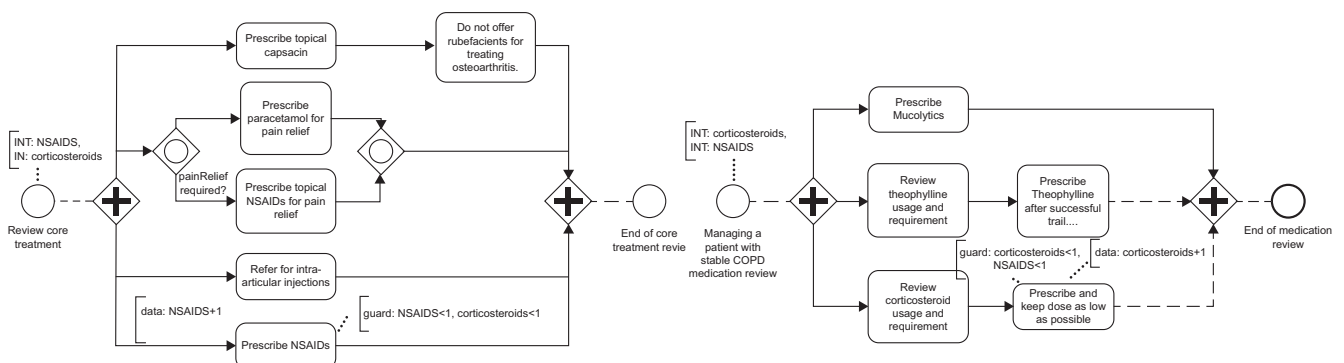 Prescribe topical
capsacin
Do not offer
rubefacients for
treating
osteoarthritis.
Prescribe
paracetamol for
pain relief
INT: NSAIDS,
IN: corticosteroids
painRelief
required?
Prescribe topical
NSAIDs for pain
relief
Review core
treatment
End of core
treatment revie
Refer for intra-
articular injections
data: NSAIDS+1
guard: NSAIDS<1, corticosteroids<1
Prescribe NSAIDs
Prescribe
Mucolytics
INT: corticosteroids,
INT: NSAIDS
Review
theophylline
usage and
requirement
Prescribe
Theophylline
after successful
trail....
Managing a
patient with
stable COPD
medication review
End of medication
review
guard: corticosteroids<1,
NSAIDS<1
data: corticosteroids+1
Review
corticosteroid
usage and
requirement
Prescribe and
keep dose as low
as possible